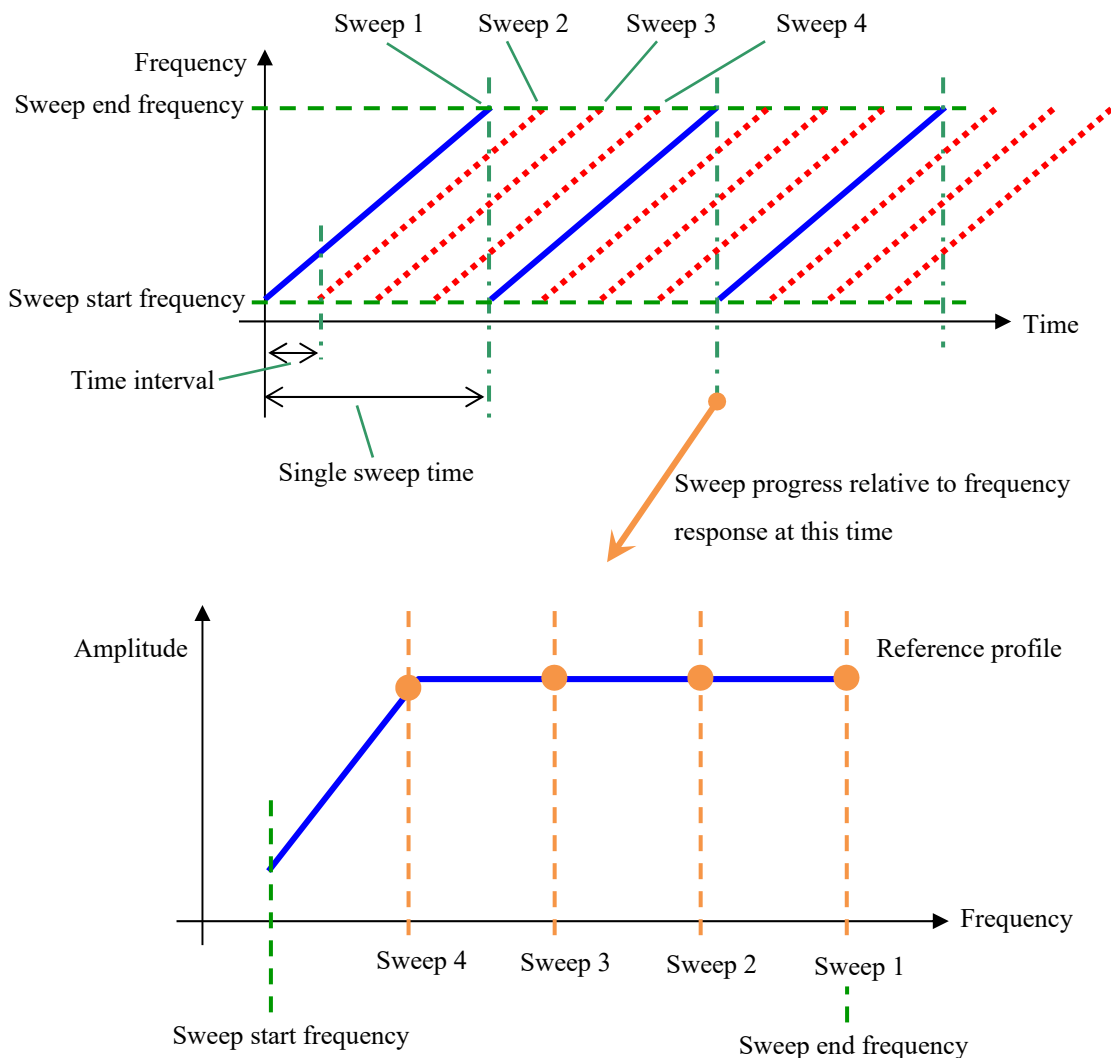 Sweep 1
Sweep 2
Sweep 3
Sweep 4
Frequency
Sweep end frequency
Sweep start frequency
Time
Time interval
Single sweep time
Sweep progress relative to frequency
response at this time
Amplitude
Reference profile
Frequency
Sweep 4
Sweep 3
Sweep 2
Sweep 1
Sweep start frequency
Sweep end frequency